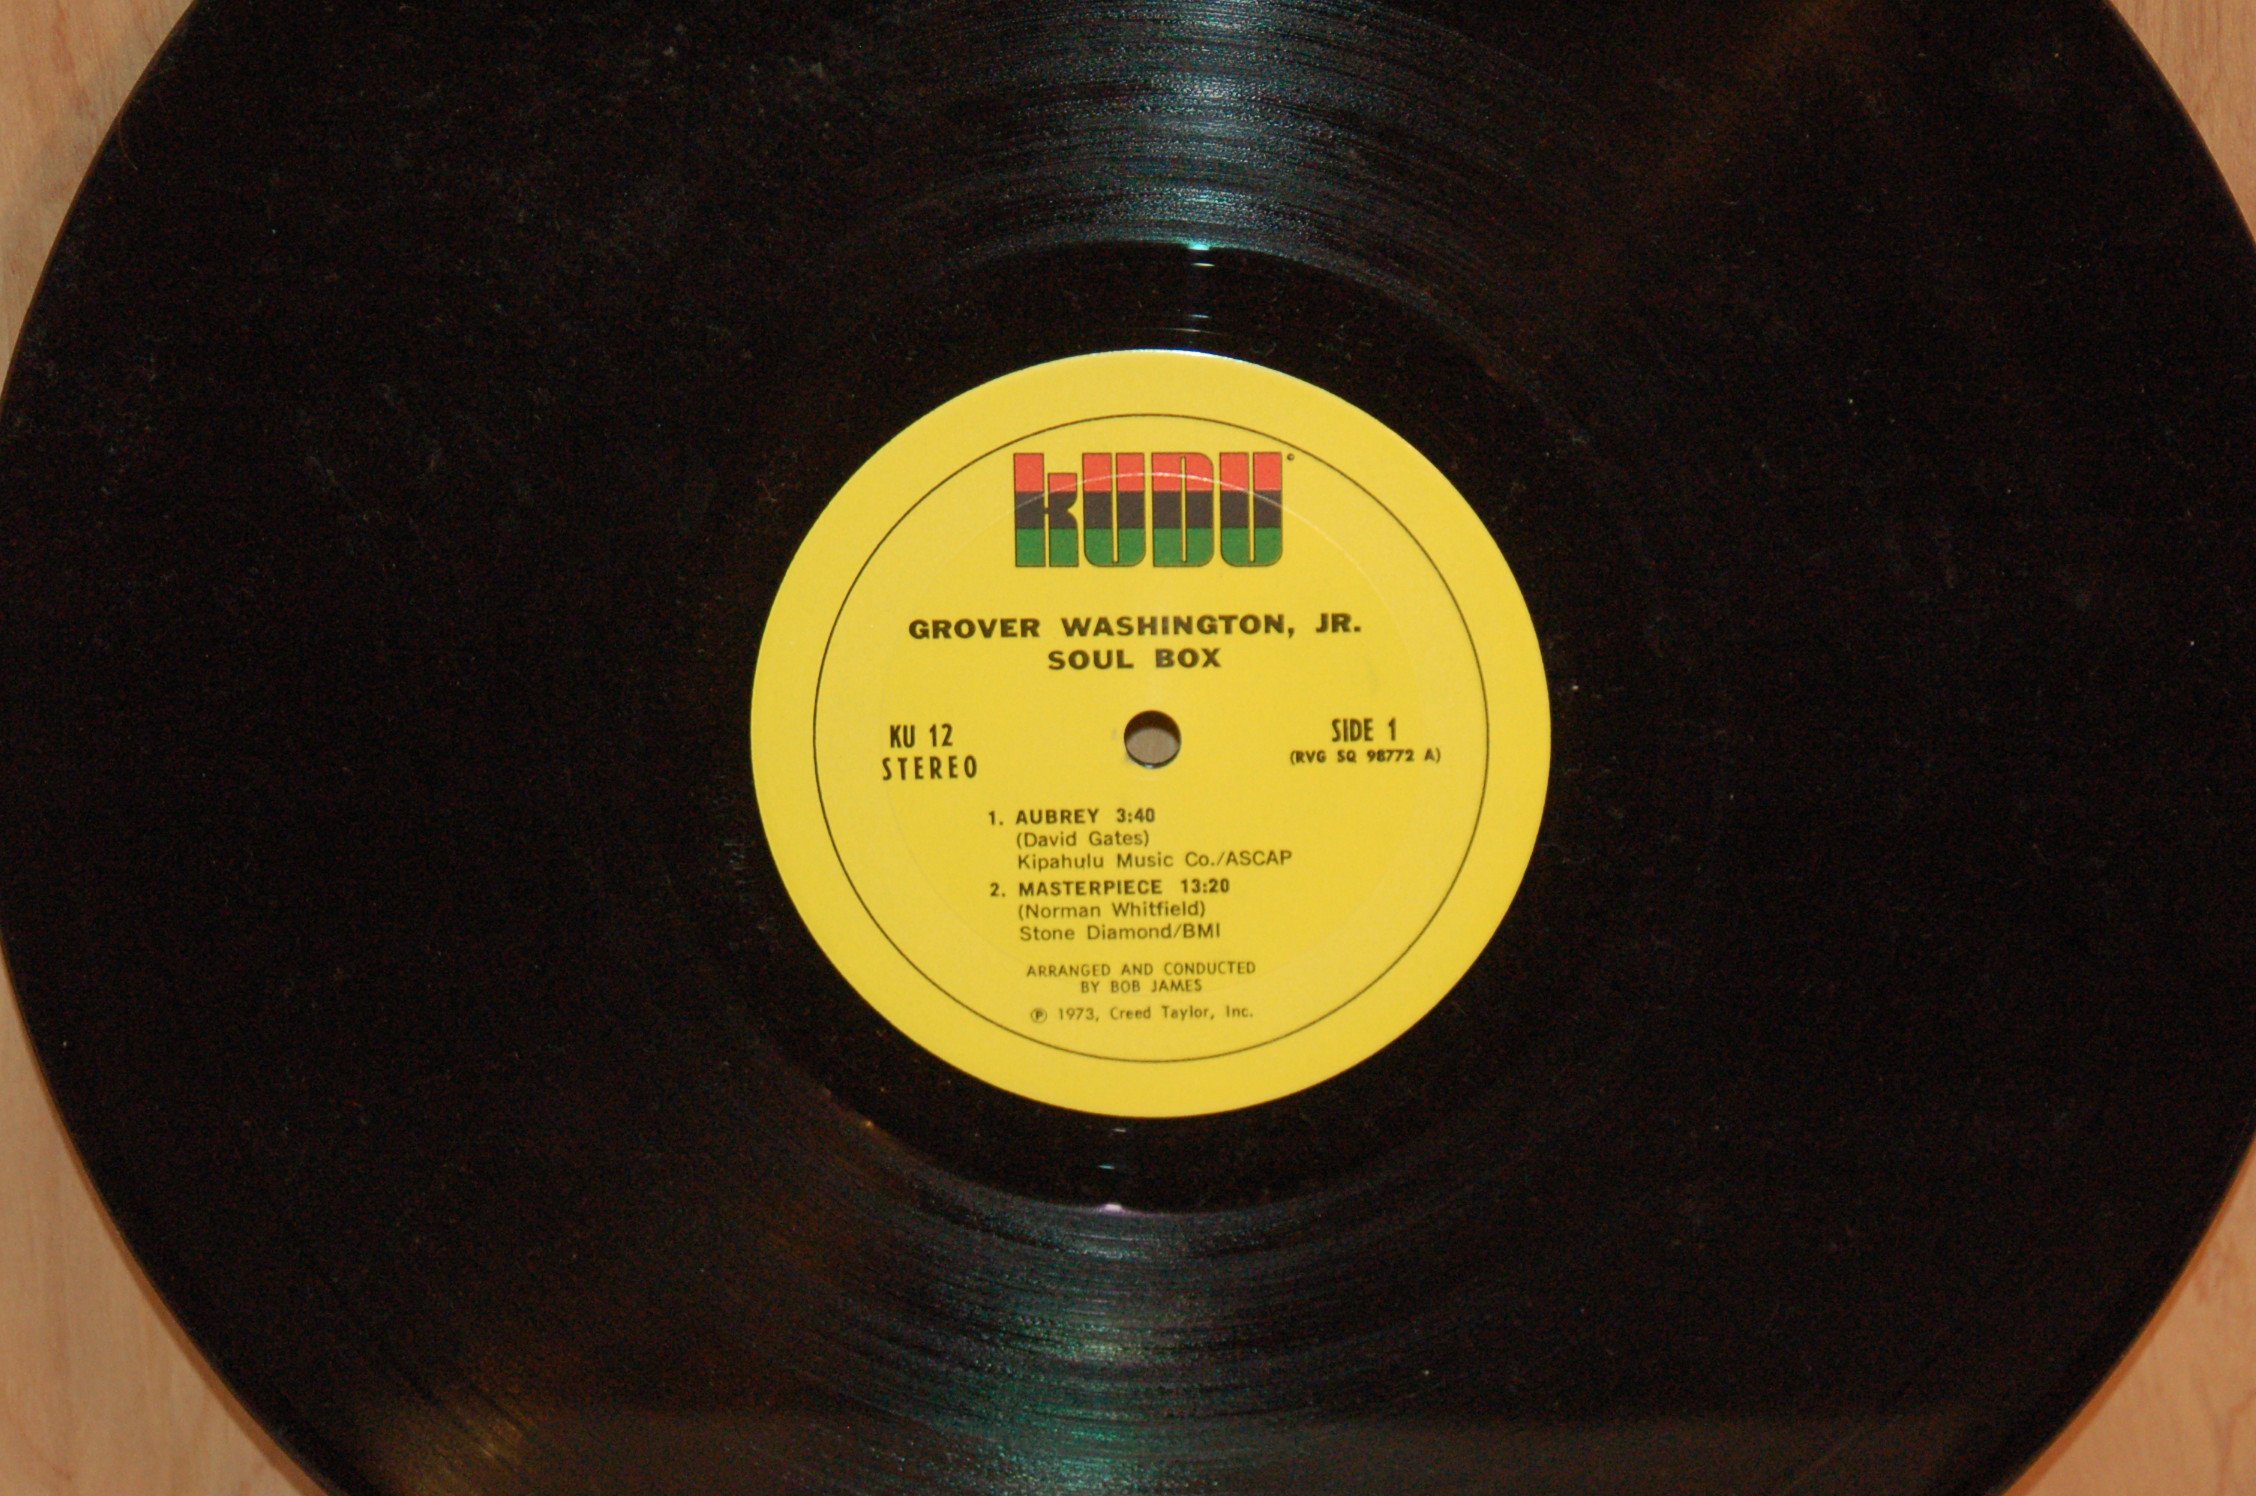 kUDU
GROVER WASHINGTON, JR.
SOUL BOX
KU 12
STEREO
SIDE 1
(RVG SQ 98772 A)
1. AUBREY 3:40
(David Gates)
Kipahulu Music Co./ASCAP
2. MASTERPIECE 13:20
(Norman Whitfield)
Stone Diamond/BMI
ARRANGED AND CONDUCTED
BY BOB JAMES
℗ 1973, Creed Taylor, Inc.